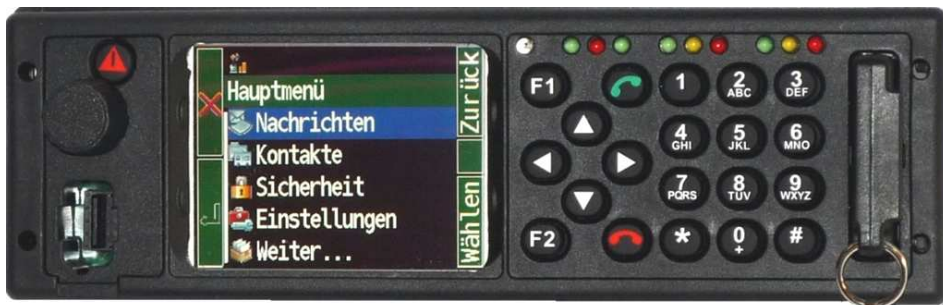 Hauptmenü
Nachrichten
Kontakte
Sicherheit
Einstellungen
Weiter...
Zurück
Wählen
F1
1
2 ABC
3 DEF
4 GHI
5 JKL
6 MNO
7 PQRS
8 TUV
9 WXYZ
F2
*
0 +
#